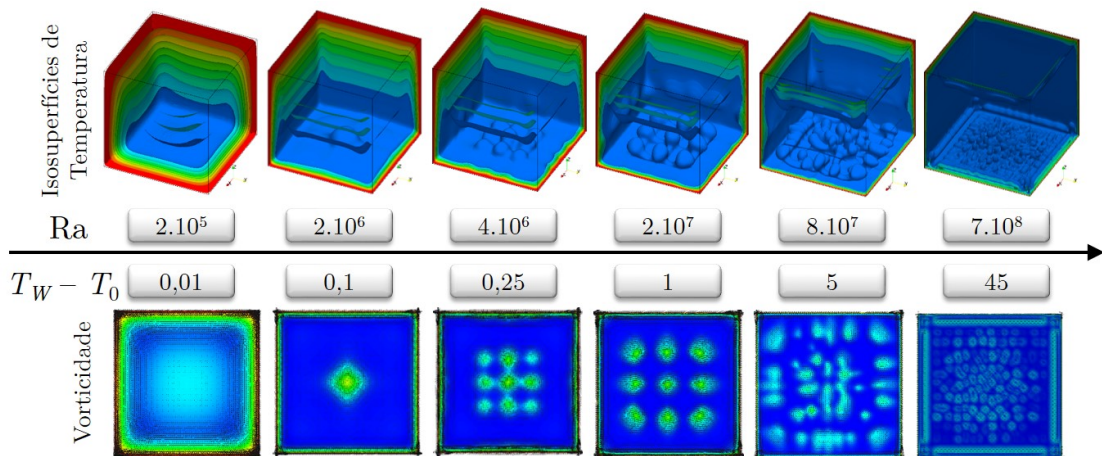 Isosuperfícies de
Temperatura
Ra
2.10⁵
2.10⁶
4.10⁶
2.10⁷
8.10⁷
7.10⁸
T_W − T_0
0,01
0,1
0,25
1
5
45
Vorticidade